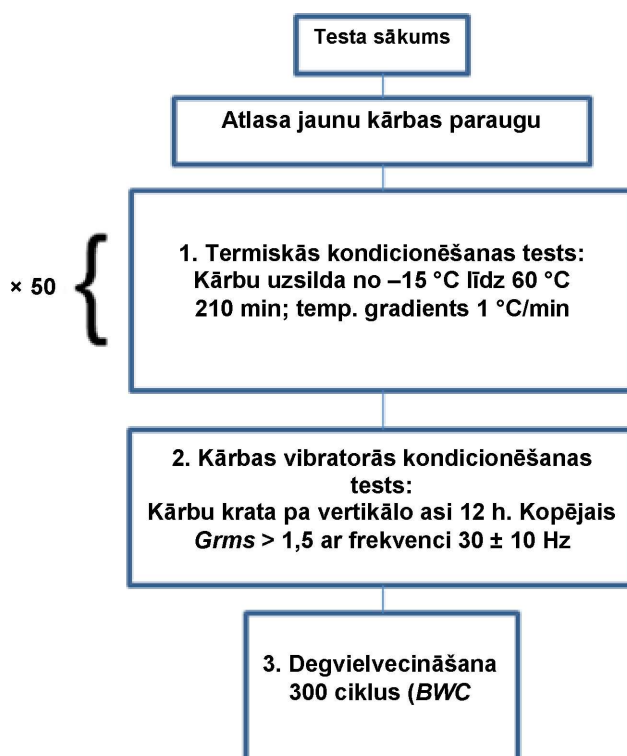 Testa sākums
Atlasa jaunu kārbas paraugu
× 50
1. Termiskās kondicionēšanas tests:
Kārbu uzsilda no –15 °C līdz 60 °C
210 min; temp. gradients 1 °C/min
2. Kārbas vibratorās kondicionēšanas
tests:
Kārbu krata pa vertikālo asi 12 h. Kopējais
Grms > 1,5 ar frekvenci 30 ± 10 Hz
3. Degvielvecināšana
300 ciklus (BWC